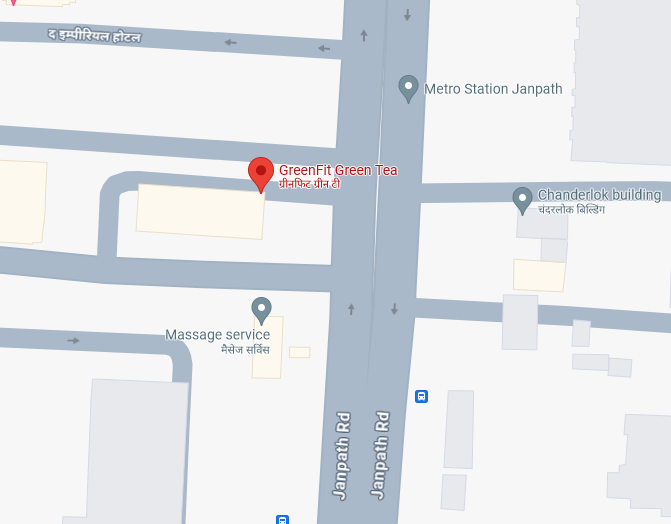 द इम्पीरियल होटल
Metro Station Janpath
GreenFit Green Tea
ग्रीनफिट ग्रीन टी
Chanderlok building
चंदरलोक बिल्डिंग
Massage service
मैसेज सर्विस
Janpath Rd
Janpath Rd